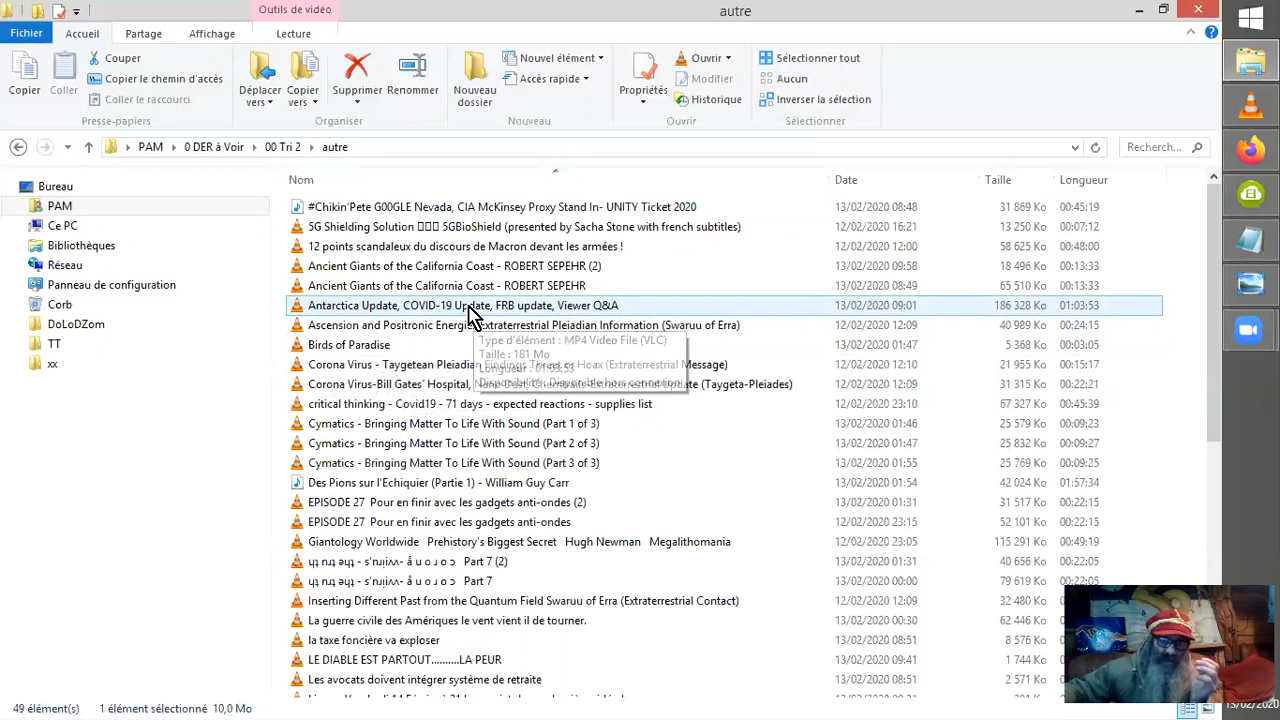 Outils de vidéo
autre
Fichier Accueil Partage Affichage Lecture
Copier
Coller
Couper
Copier le chemin d'accès
Coller le raccourci
Presse-papiers
Déplacer vers
Copier vers
Supprimer
Renommer
Organiser
Nouveau dossier
Nouvel élément
Accès rapide
Nouveau
Propriétés
Ouvrir
Modifier
Historique
Ouvrir
Sélectionner tout
Aucun
Inverser la sélection
Sélectionner
PAM 0 DER à Voir 00 Tri 2 autre
Recherch...
Bureau
PAM
Ce PC
Bibliothèques
Réseau
Panneau de configuration
Corb
DoLoDZom
TT
xx
Nom Date Taille Longueur
#Chikin'Pete G00GLE Nevada, CIA McKinsey Proxy Stand In- UNITY Ticket 2020 13/02/2020 08:48 31 869 Ko 00:45:19
5G Shielding Solution 5GBioShield (presented by Sacha Stone with french subtitles) 12/02/2020 16:21 13 250 Ko 00:07:12
12 points scandaleux du discours de Macron devant les armées ! 12/02/2020 12:00 58 625 Ko 00:48:00
Ancient Giants of the California Coast - ROBERT SEPEHR (2) 13/02/2020 09:58 18 496 Ko 00:13:33
Ancient Giants of the California Coast - ROBERT SEPEHR 13/02/2020 01:31 65 510 Ko 00:13:33
Antarctica Update, COVID-19 Update, FRB update, Viewer Q&A 13/02/2020 09:01 186 328 Ko 01:03:53
Ascension and Positronic Energi Extraterrestrial Pleiadian Information (Swaruu of Erra) 12/02/2020 12:09 40 989 Ko 00:24:15
Birds of Paradise 13/02/2020 01:47 5 368 Ko 00:03:05
Corona Virus - Taygetean Pleiadian Findings Threat or Hoax (Extraterrestrial Message) 12/02/2020 12:10 21 955 Ko 00:15:17
Corona Virus-Bill Gates' Hospital, Nano Dust, Chemtrails Extraterrestrial Update (Taygeta-Pleiades) 12/02/2020 12:10 31 315 Ko 00:22:21
Type d'élément : MP4 Video File (VLC)
Taille : 181 Mo
Longueur : 01:03:53
Disponibilité : Disponible hors connexion
critical thinking - Covid19 - 71 days - expected reactions - supplies list 12/02/2020 23:10 67 327 Ko 00:45:39
Cymatics - Bringing Matter To Life With Sound (Part 1 of 3) 13/02/2020 01:46 25 579 Ko 00:09:23
Cymatics - Bringing Matter To Life With Sound (Part 2 of 3) 13/02/2020 01:47 25 832 Ko 00:09:27
Cymatics - Bringing Matter To Life With Sound (Part 3 of 3) 13/02/2020 01:55 25 769 Ko 00:09:25
Des Pions sur l'Echiquier (Partie 1) - William Guy Carr 13/02/2020 01:54 42 024 Ko 01:57:34
EPISODE 27 Pour en finir avec les gadgets anti-ondes (2) 13/02/2020 01:31 31 517 Ko 00:22:15
EPISODE 27 Pour en finir avec les gadgets anti-ondes 12/02/2020 23:15 52 101 Ko 00:22:15
Giantology Worldwide Prehistory's Biggest Secret Hugh Newman Megalithomania 12/02/2020 23:05 115 291 Ko 00:49:19
Part 7 (2) 13/02/2020 01:31 40 656 Ko 00:22:05
Part 7 13/02/2020 00:00 79 619 Ko 00:22:05
Inserting Different Past from the Quantum Field Swaruu of Erra (Extraterrestrial Contact) 12/02/2020 12:09 32 480 Ko
La guerre civile des Amériques le vent vient il de tourner. 13/02/2020 00:30 62 446 Ko
la taxe foncière va exploser 13/02/2020 08:51 8 576 Ko
LE DIABLE EST PARTOUT..........LA PEUR 13/02/2020 09:41 1 744 Ko
Les avocats doivent intégrer système de retraite 13/02/2020 08:51 2 709 Ko
49 élément(s) 1 élément sélectionné 10,0 Mo
13/02/2020